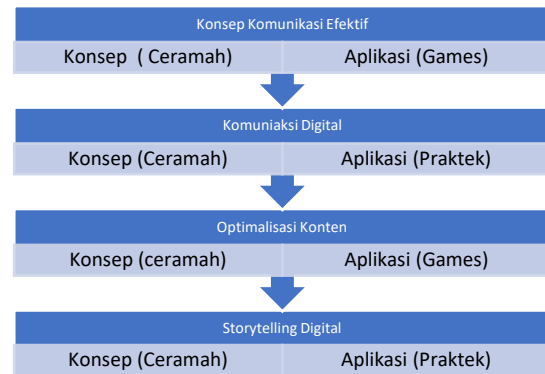 Konsep Komunikasi Efektif
Konsep ( Ceramah) Aplikasi (Games)
Komuniaksi Digital
Konsep (Ceramah) Aplikasi (Praktek)
Optimalisasi Konten
Konsep (ceramah) Aplikasi (Games)
Storytelling Digital
Konsep (Ceramah) Aplikasi (Praktek)